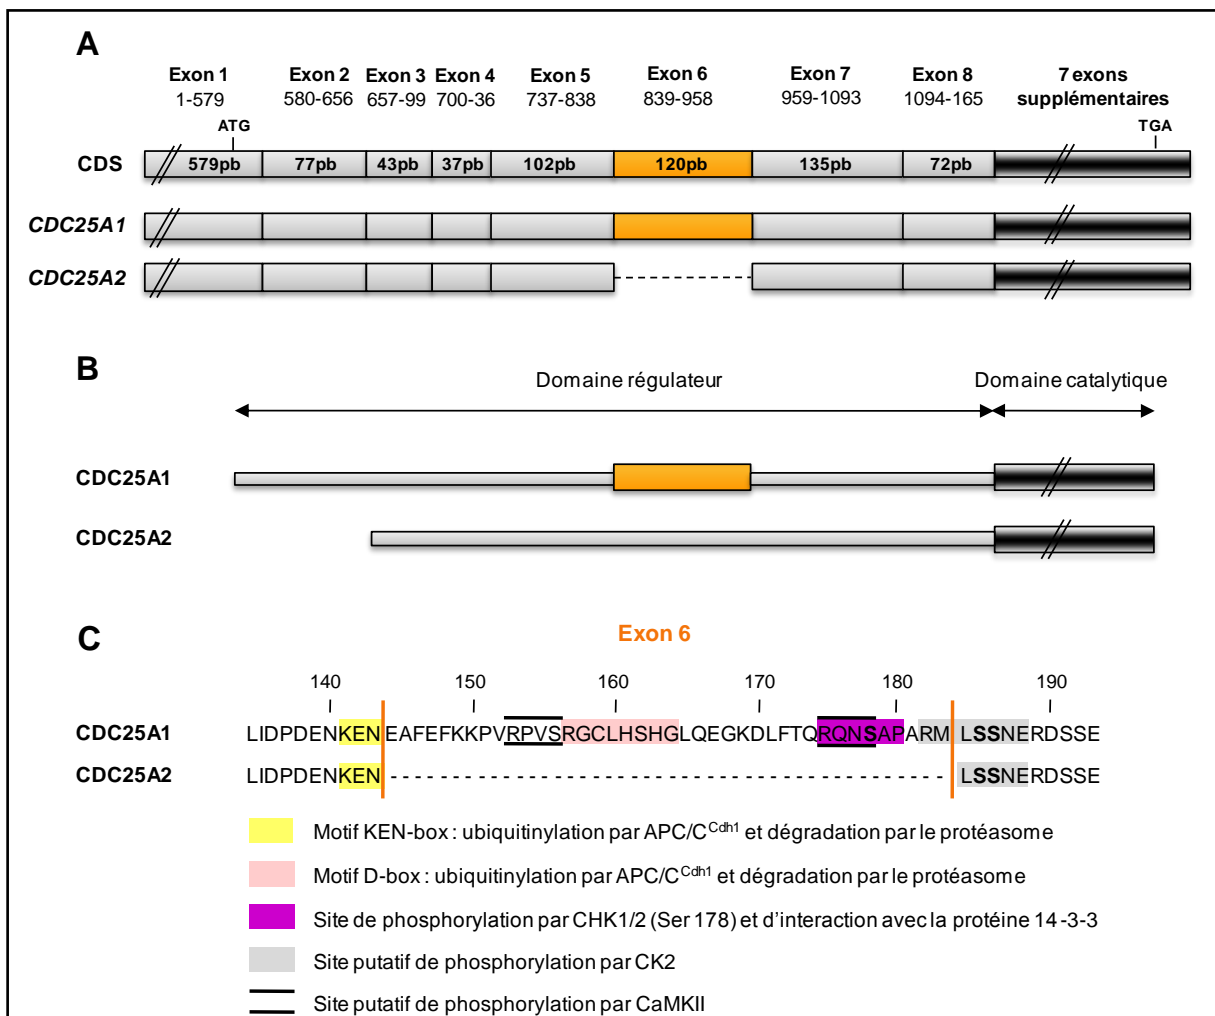 A
Exon 1 Exon 2 Exon 3 Exon 4 Exon 5 Exon 6 Exon 7 Exon 8 7 exons
1-579 580-656 657-99 700-36 737-838 839-958 959-1093 1094-165 supplémentaires
ATG TGA
CDS 579pb 77pb 43pb 37pb 102pb 120pb 135pb 72pb
CDC25A1
CDC25A2
B
Domaine régulateur Domaine catalytique
CDC25A1
CDC25A2
C
Exon 6
140 150 160 170 180 190
CDC25A1 LIDPDENKENEAFEFKKPVRPVSRGCLHSHGLQEGKDLFTQRQNSAPARMLSSNERDSSE
CDC25A2 LIDPDENKEN LSSNERDSSE
Motif KEN-box : ubiquitinylation par APC/C^Cdh1 et dégradation par le protéasome
Motif D-box : ubiquitinylation par APC/C^Cdh1 et dégradation par le protéasome
Site de phosphorylation par CHK1/2 (Ser 178) et d'interaction avec la protéine 14-3-3
Site putatif de phosphorylation par CK2
Site putatif de phosphorylation par CaMKII